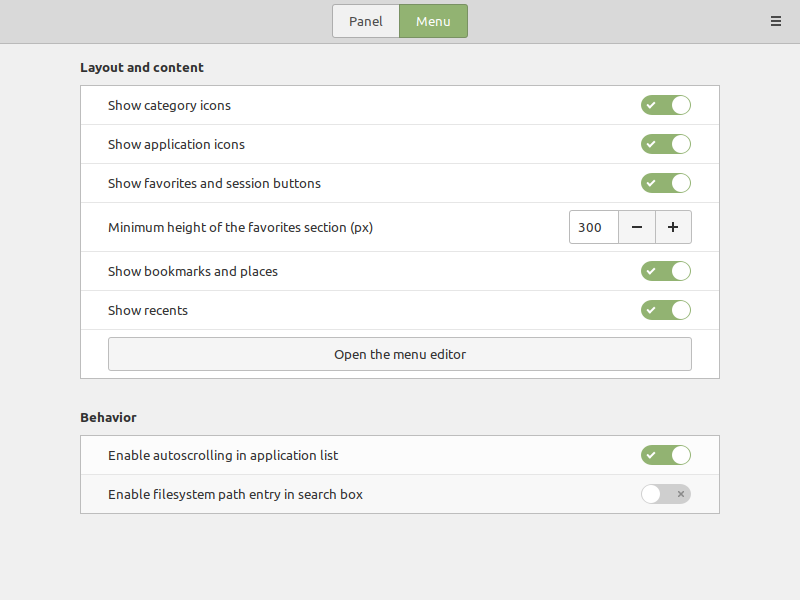 Panel
Menu
Layout and content
Show category icons
Show application icons
Show favorites and session buttons
Minimum height of the favorites section (px)
300
Show bookmarks and places
Show recents
Open the menu editor
Behavior
Enable autoscrolling in application list
Enable filesystem path entry in search box